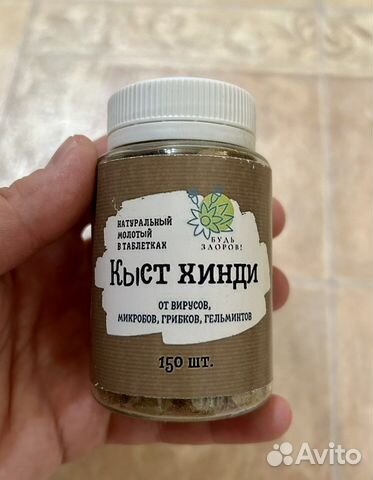 НАТУРАЛЬНЫЙ
МОЛОТЫЙ
В ТАБЛЕТКАХ
БУДЬ
ЗДОРОВ!
КЫСТ ХИНДИ
ОТ ВИРУСОВ,
МИКРОБОВ, ГРИБКОВ, ГЕЛЬМИНТОВ
150 ШТ.
Avito